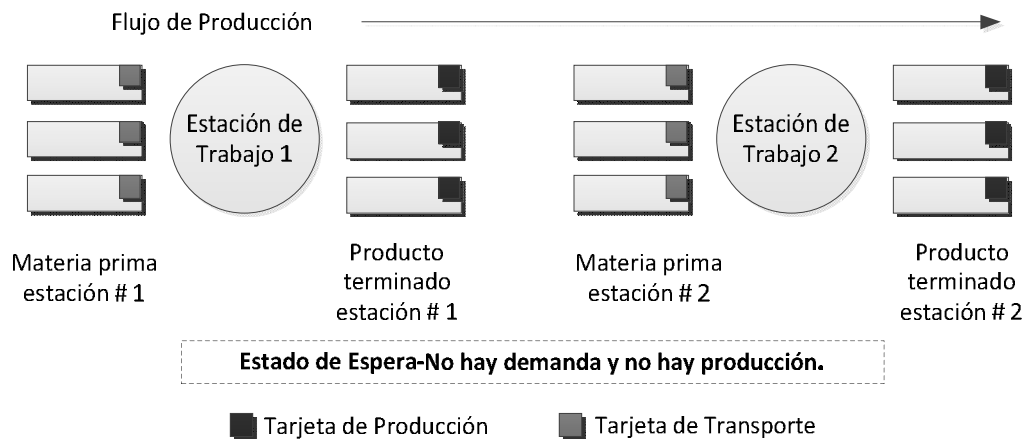 Flujo de Producción
Estación de
Trabajo 1
Estación de
Trabajo 2
Materia prima
estación # 1
Producto
terminado
estación # 1
Materia prima
estación # 2
Producto
terminado
estación # 2
Estado de Espera-No hay demanda y no hay producción.
Tarjeta de Producción
Tarjeta de Transporte